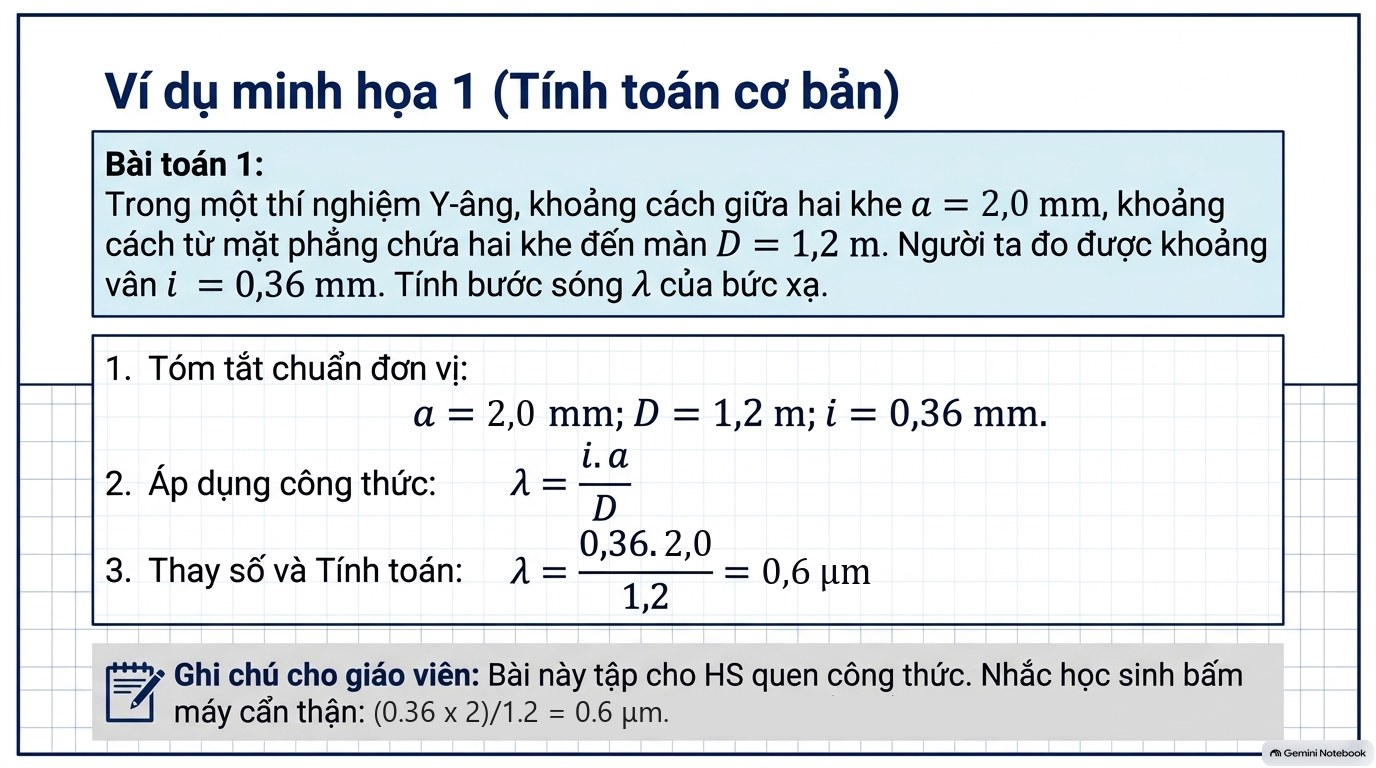 Ví dụ minh họa 1 (Tính toán cơ bản)
Bài toán 1:
Trong một thí nghiệm Y-âng, khoảng cách giữa hai khe a = 2,0 mm, khoảng
cách từ mặt phẳng chứa hai khe đến màn D = 1,2 m. Người ta đo được khoảng
vân i = 0,36 mm. Tính bước sóng λ của bức xạ.
1. Tóm tắt chuẩn đơn vị:
a = 2,0 mm; D = 1,2 m; i = 0,36 mm.
2. Áp dụng công thức: λ = i. a / D
3. Thay số và Tính toán: λ = 0,36. 2,0 / 1,2 = 0,6 μm
Ghi chú cho giáo viên: Bài này tập cho HS quen công thức. Nhắc học sinh bấm
máy cẩn thận: (0.36 x 2)/1.2 = 0.6 μm.
Gemini Notebook